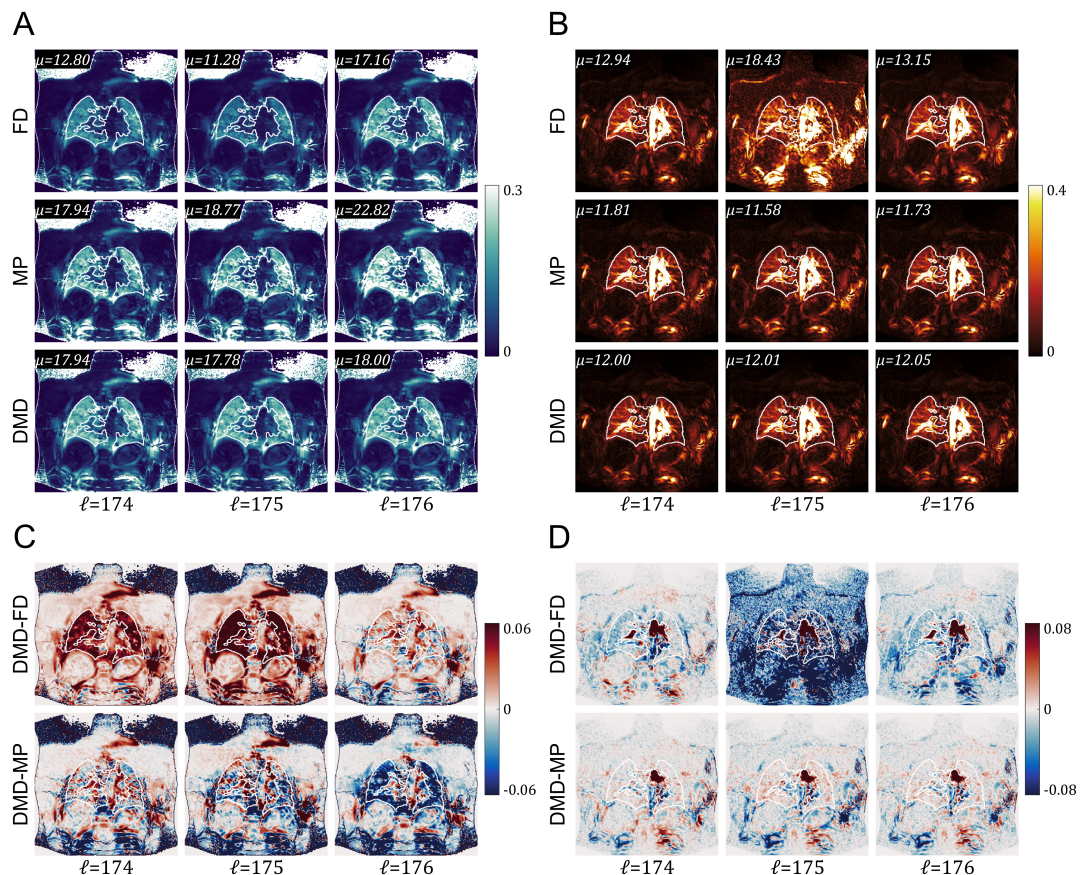 A
B
μ=12.80
μ=11.28
μ=17.16
FD
μ=12.94
μ=18.43
μ=13.15
FD
μ=17.94
μ=18.77
μ=22.82
MP
0.3
0
μ=11.81
μ=11.58
μ=11.73
MP
0.4
0
μ=17.94
μ=17.78
μ=18.00
DMD
μ=12.00
μ=12.01
μ=12.05
DMD
ℓ=174
ℓ=175
ℓ=176
ℓ=174
ℓ=175
ℓ=176
C
D
DMD-FD
DMD-FD
0.06
0
-0.06
0.08
0
-0.08
DMD-MP
DMD-MP
ℓ=174
ℓ=175
ℓ=176
ℓ=174
ℓ=175
ℓ=176